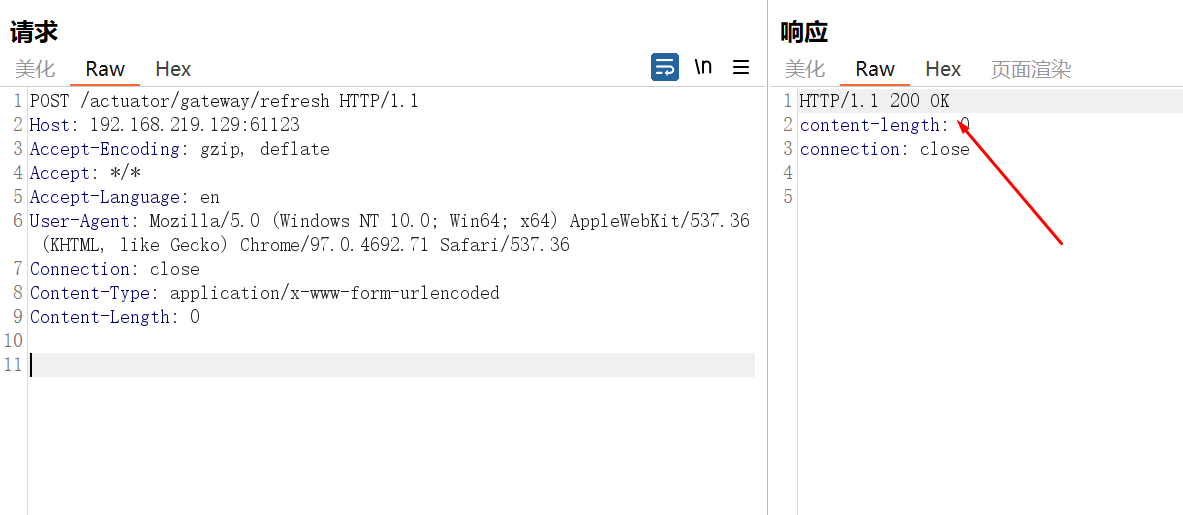 请求
美化 Raw Hex \n
1 POST /actuator/gateway/refresh HTTP/1.1
2 Host: 192.168.219.129:61123
3 Accept-Encoding: gzip, deflate
4 Accept: */*
5 Accept-Language: en
6 User-Agent: Mozilla/5.0 (Windows NT 10.0; Win64; x64) AppleWebKit/537.36
(KHTML, like Gecko) Chrome/97.0.4692.71 Safari/537.36
7 Connection: close
8 Content-Type: application/x-www-form-urlencoded
9 Content-Length: 0
10
11
响应
美化 Raw Hex 页面渲染
1 HTTP/1.1 200 OK
2 content-length: 0
3 connection: close
4
5